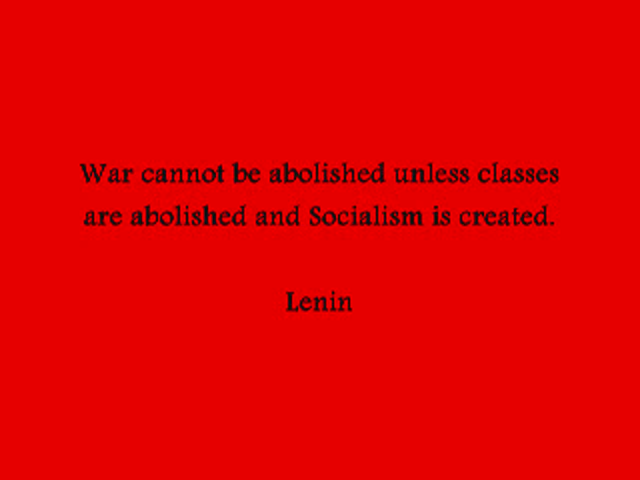 War cannot be abolished unless classes
are abolished and Socialism is created.
Lenin